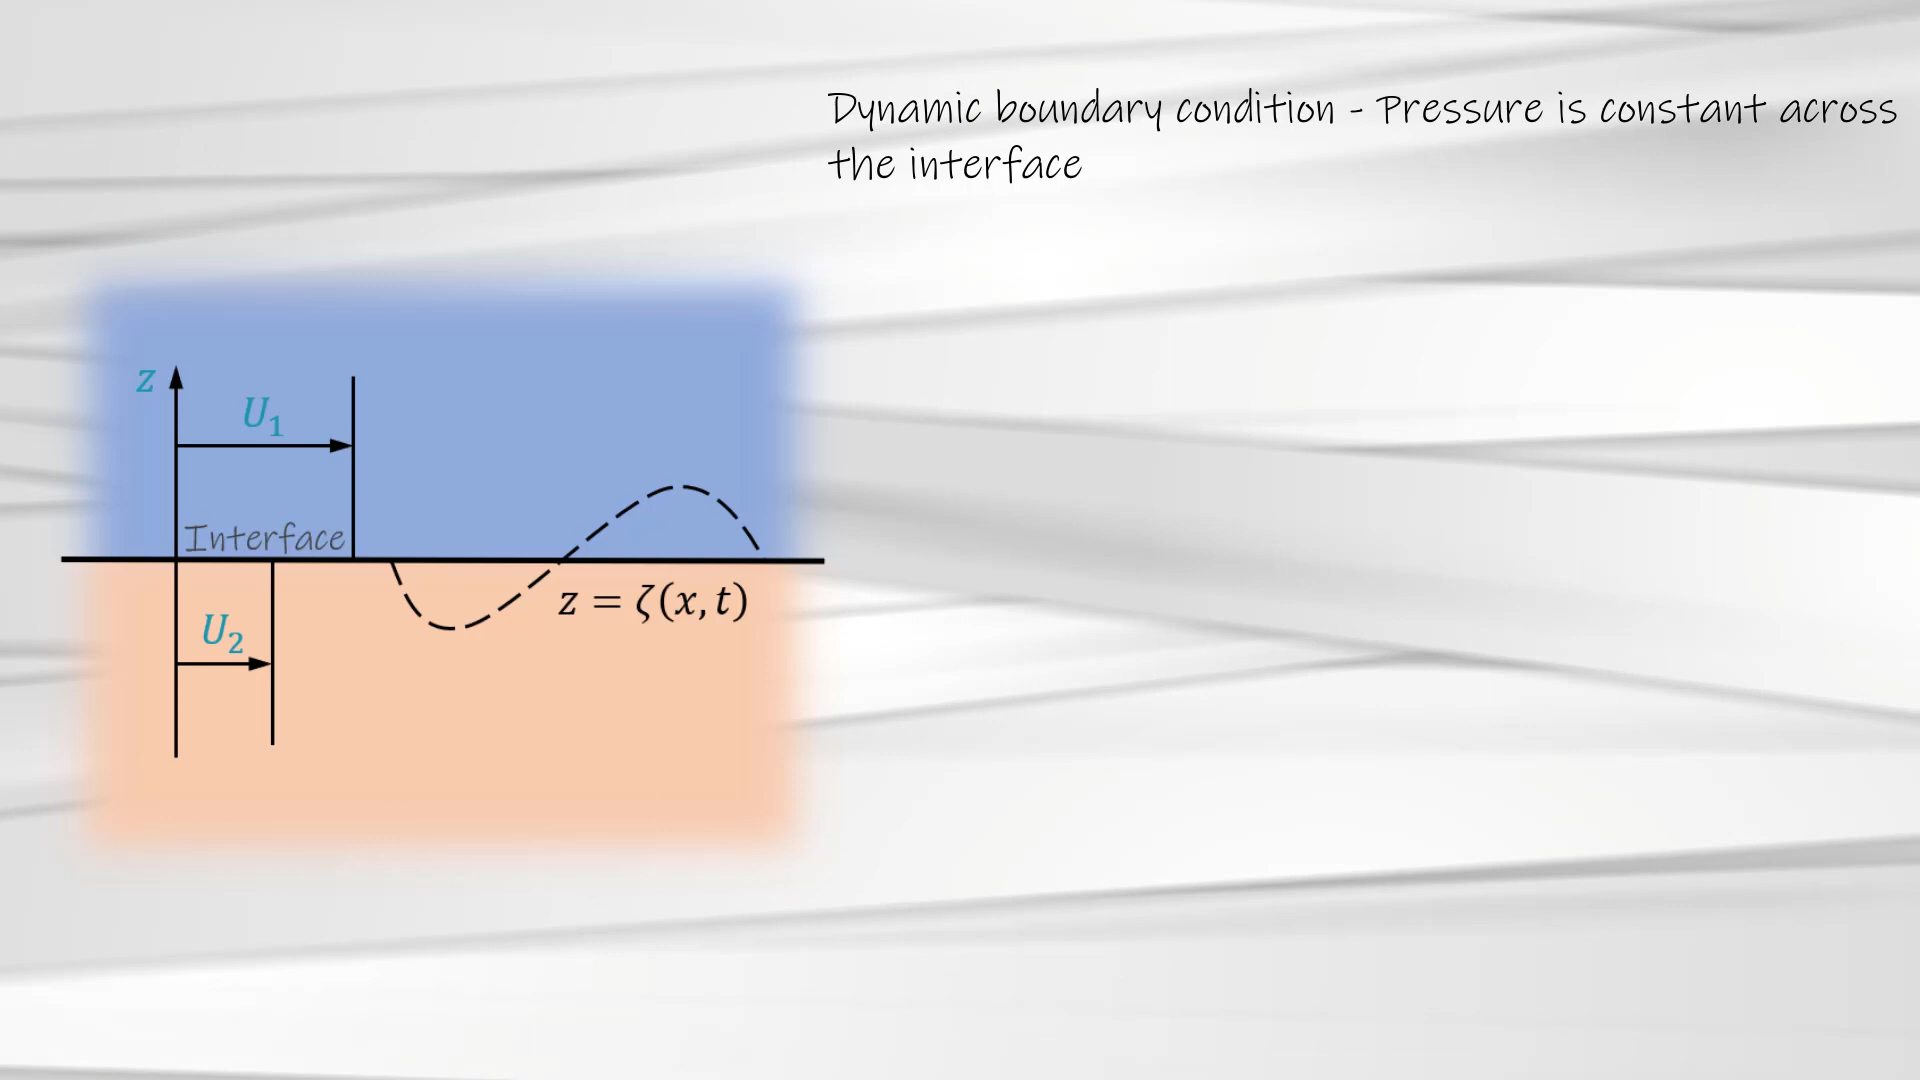 Dynamic boundary condition - Pressure is constant across
the interface
z
U₁
Interface
z = ζ(x, t)
U₂